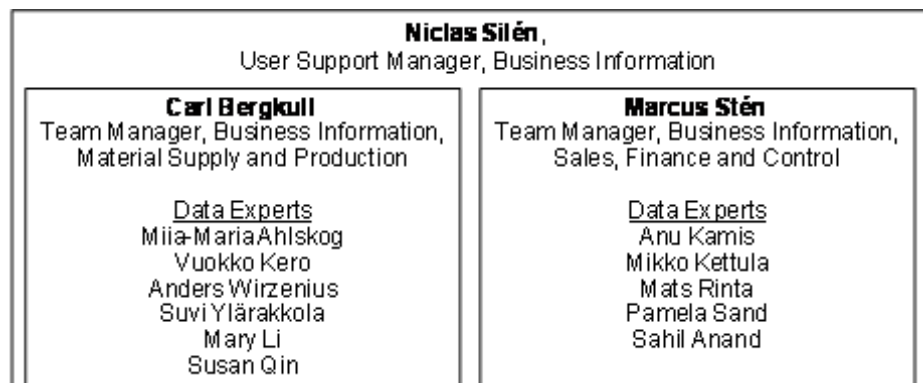 Niclas Silén,
User Support Manager, Business Information
Carl Bergkull
Team Manager, Business Information,
Material Supply and Production
Data Experts
Miia-Maria Ahlskog
Vuokko Kero
Anders Wirzenius
Suvi Ylärakkola
Mary Li
Susan Qin
Marcus Stén
Team Manager, Business Information,
Sales, Finance and Control
Data Experts
Anu Kamis
Mikko Kettula
Mats Rinta
Pamela Sand
Sahil Anand